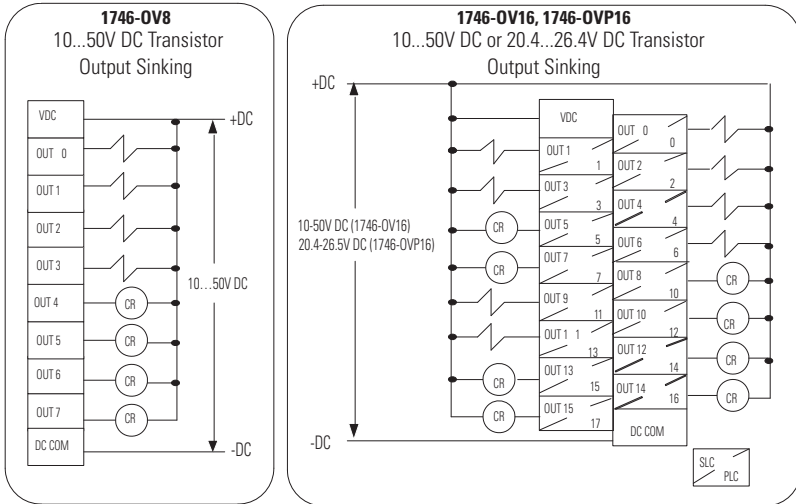 1746-OV8
10...50V DC Transistor
Output Sinking
VDC
+DC
OUT 0
OUT 1
OUT 2
OUT 3
10...50V DC
OUT 4
CR
OUT 5
CR
OUT 6
CR
OUT 7
CR
DC COM
-DC
1746-OV16, 1746-OVP16
10...50V DC or 20.4...26.4V DC Transistor
Output Sinking
+DC
VDC
OUT 0
0
OUT 1
1
OUT 2
2
OUT 3
3
OUT 4
4
10-50V DC (1746-OV16)
20.4-26.5V DC (1746-OVP16)
CR
OUT 5
5
OUT 6
6
CR
OUT 7
7
OUT 8
10
CR
OUT 9
11
OUT 10
12
CR
OUT 1 1
13
OUT 12
14
CR
CR
OUT 13
15
OUT 14
16
CR
CR
OUT 15
17
DC COM
-DC
SLC
PLC